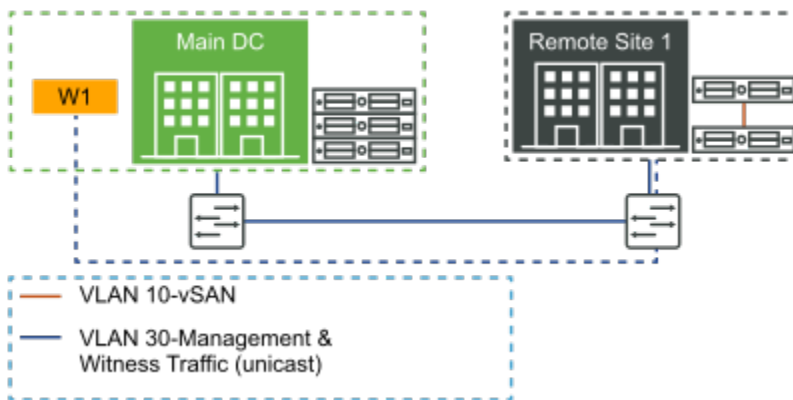 Main DC
Remote Site 1
W1
VLAN 10-vSAN
VLAN 30-Management &
Witness Traffic (unicast)